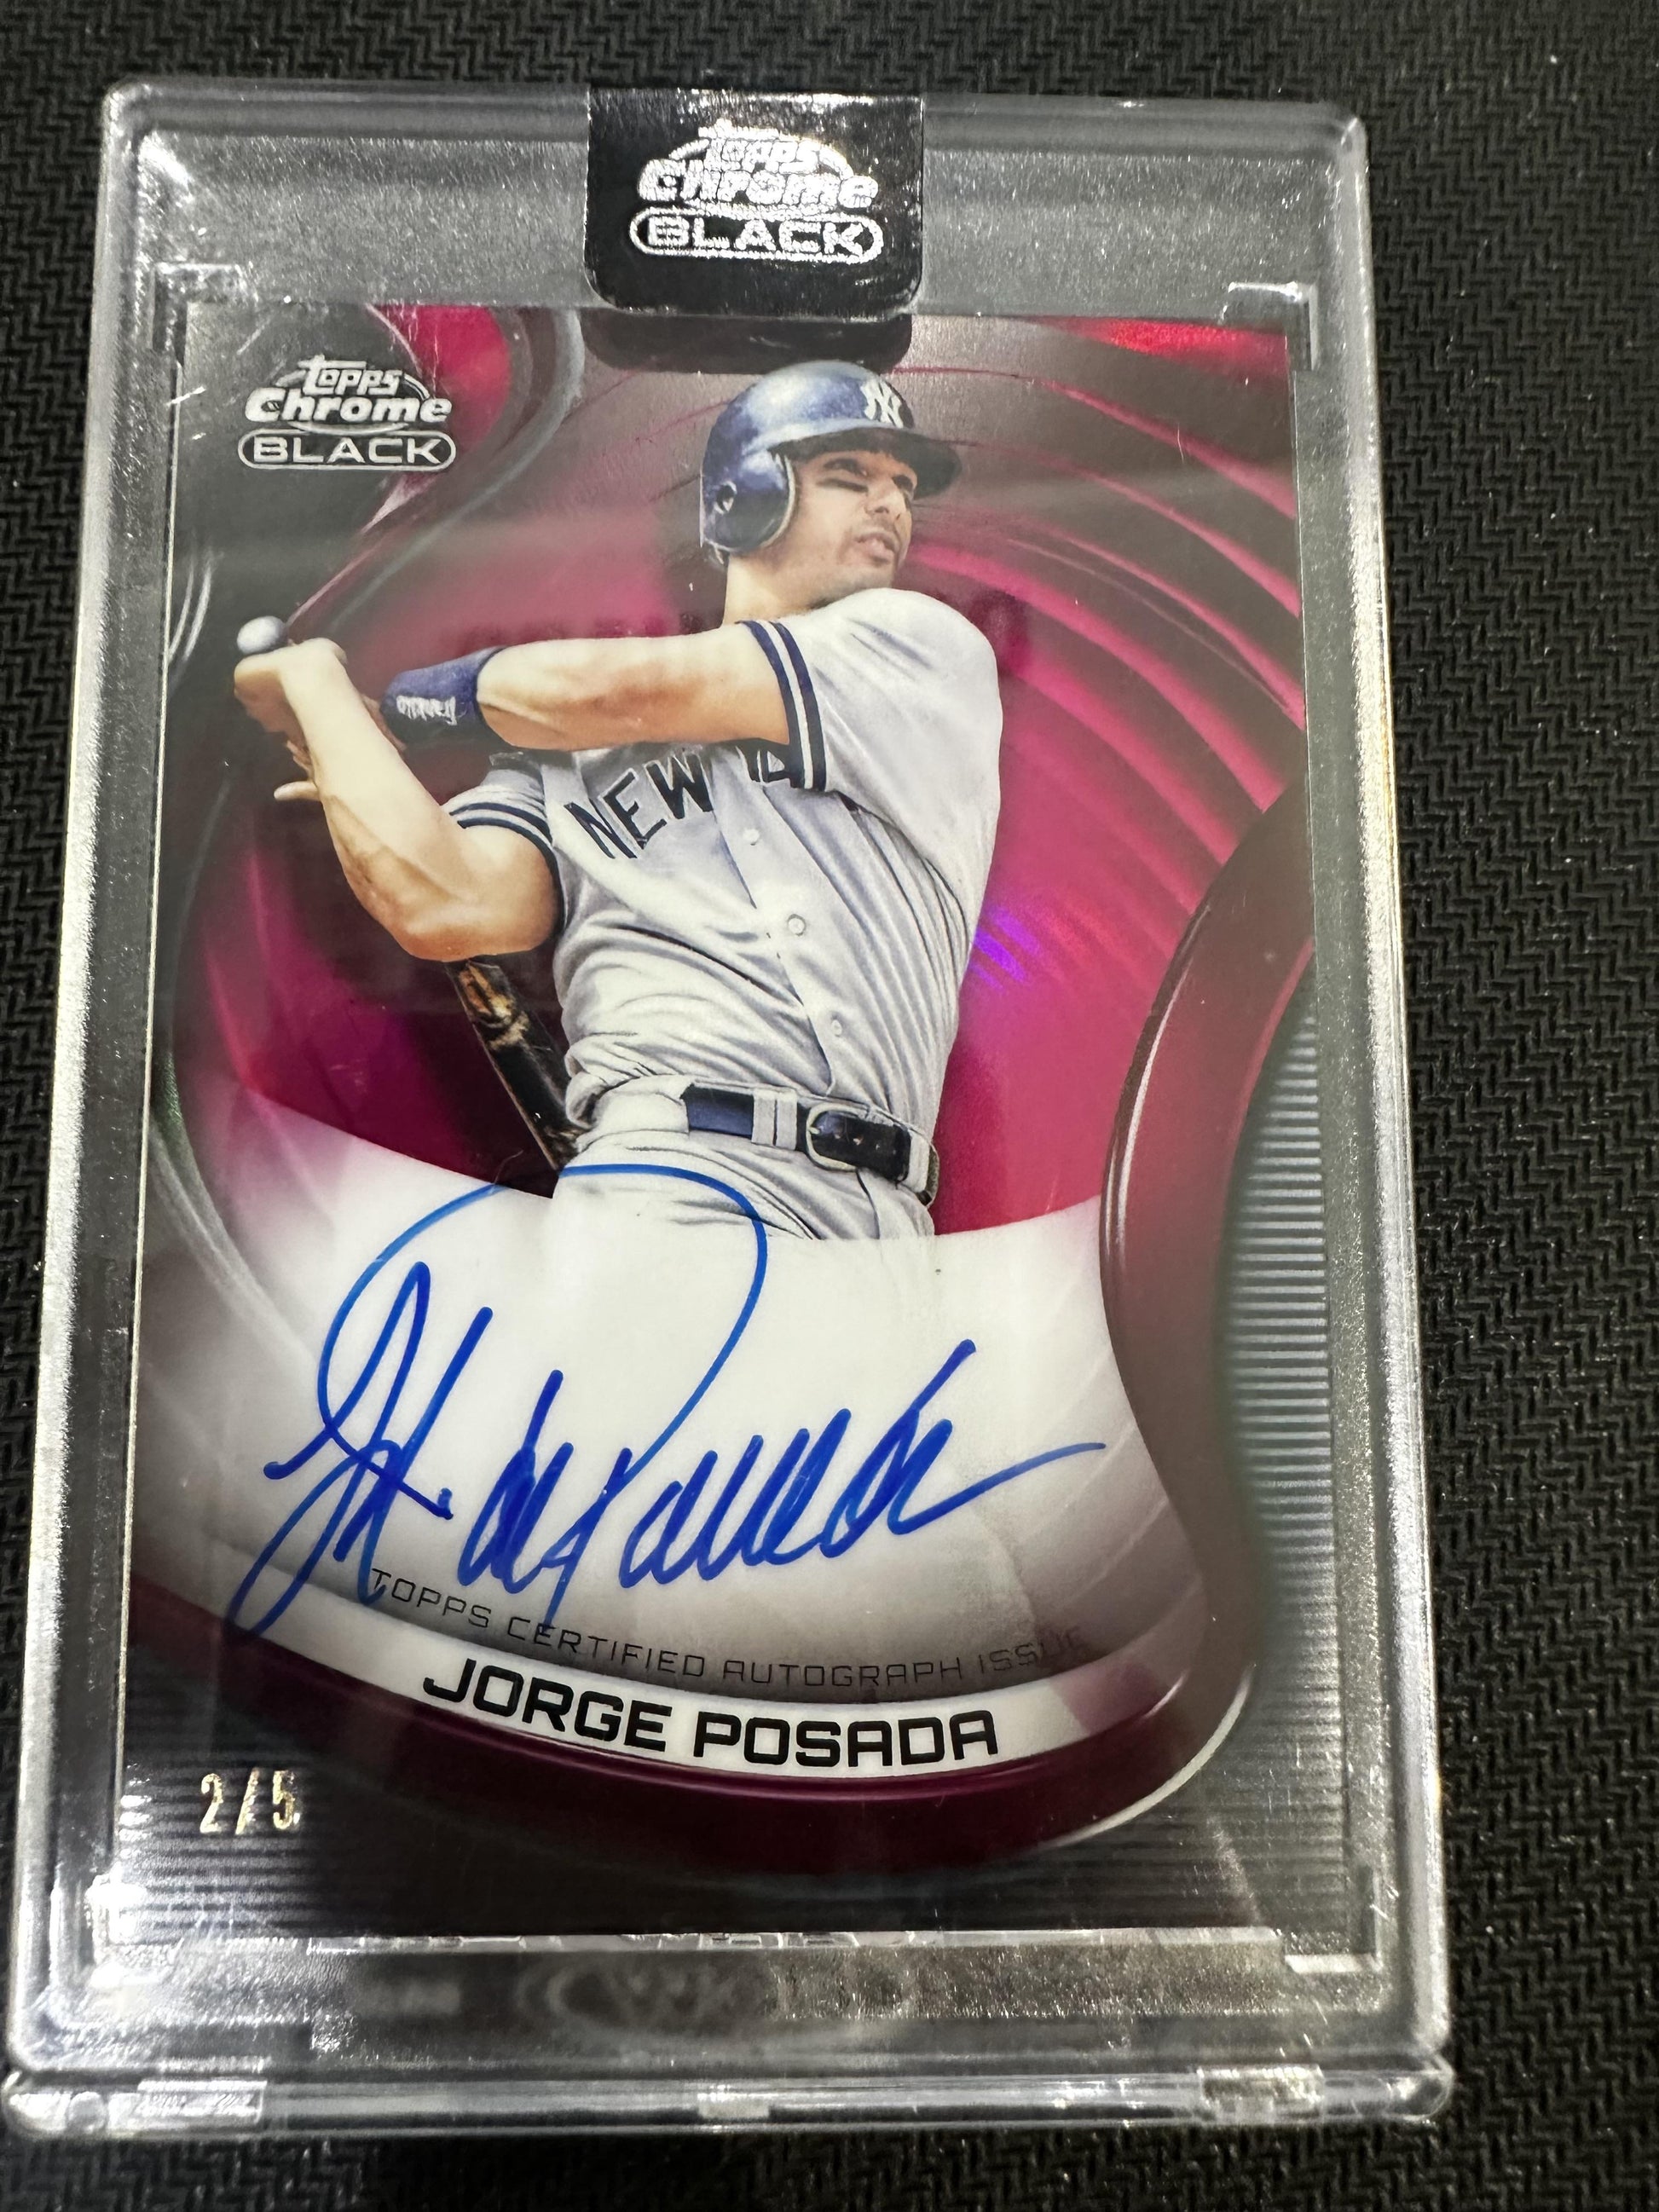 Topps
Chrome
BLACK
Topps
Chrome
BLACK
NY
NEW
TOPPS CERTIFIED AUTOGRAPH ISSUE
JORGE POSADA
2/5